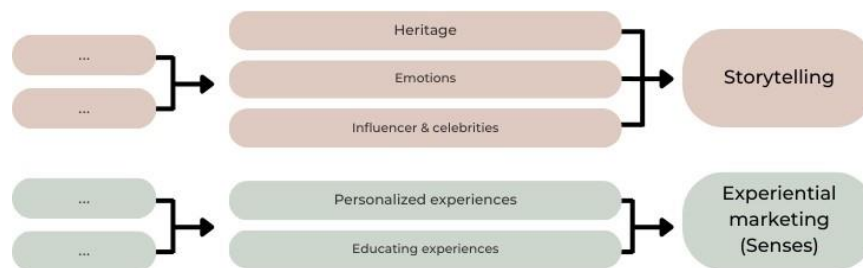 ...
...
Heritage
Emotions
Influencer & celebrities
Storytelling
...
...
Personalized experiences
Educating experiences
Experiential
marketing
(Senses)